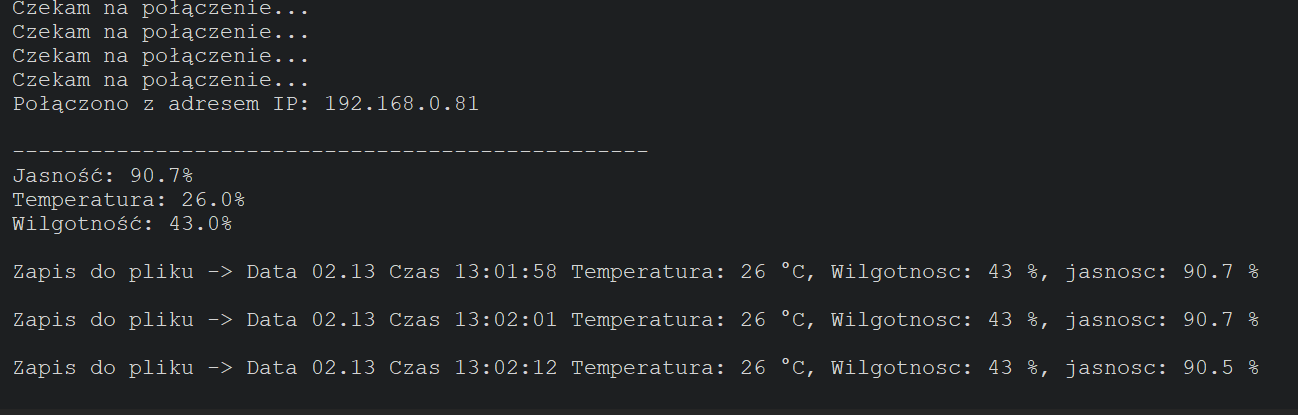 Czekam na połączenie...
Czekam na połączenie...
Czekam na połączenie...
Czekam na połączenie...
Połączono z adresem IP: 192.168.0.81
-------------------------------------------------
Jasność: 90.7%
Temperatura: 26.0%
Wilgotność: 43.0%
Zapis do pliku -> Data 02.13 Czas 13:01:58 Temperatura: 26 °C, Wilgotnosc: 43 %, jasnosc: 90.7 %
Zapis do pliku -> Data 02.13 Czas 13:02:01 Temperatura: 26 °C, Wilgotnosc: 43 %, jasnosc: 90.7 %
Zapis do pliku -> Data 02.13 Czas 13:02:12 Temperatura: 26 °C, Wilgotnosc: 43 %, jasnosc: 90.5 %